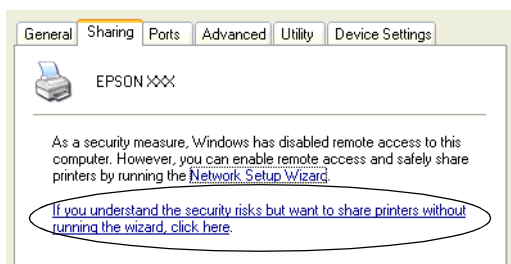 General Sharing Ports Advanced Utility Device Settings
EPSON XXX
As a security measure, Windows has disabled remote access to this
computer. However, you can enable remote access and safely share
printers by running the Network Setup Wizard.
If you understand the security risks but want to share printers without
running the wizard, click here.